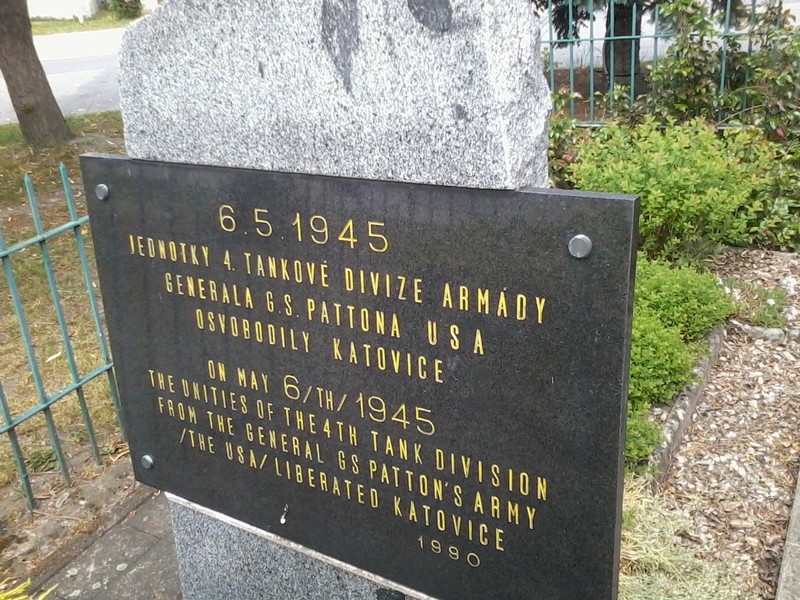 6.5.1945
JEDNOTKY 4. TANKOVÉ DIVIZE ARMÁDY
GENERALA G.S. PATTONA USA
OSVOBODILY KATOVICE
ON MAY 6/TH/1945
THE UNITIES OF THE 4TH TANK DIVISION
FROM THE GENERAL GS PATTON'S ARMY
/THE USA/ LIBERATED KATOVICE
1990